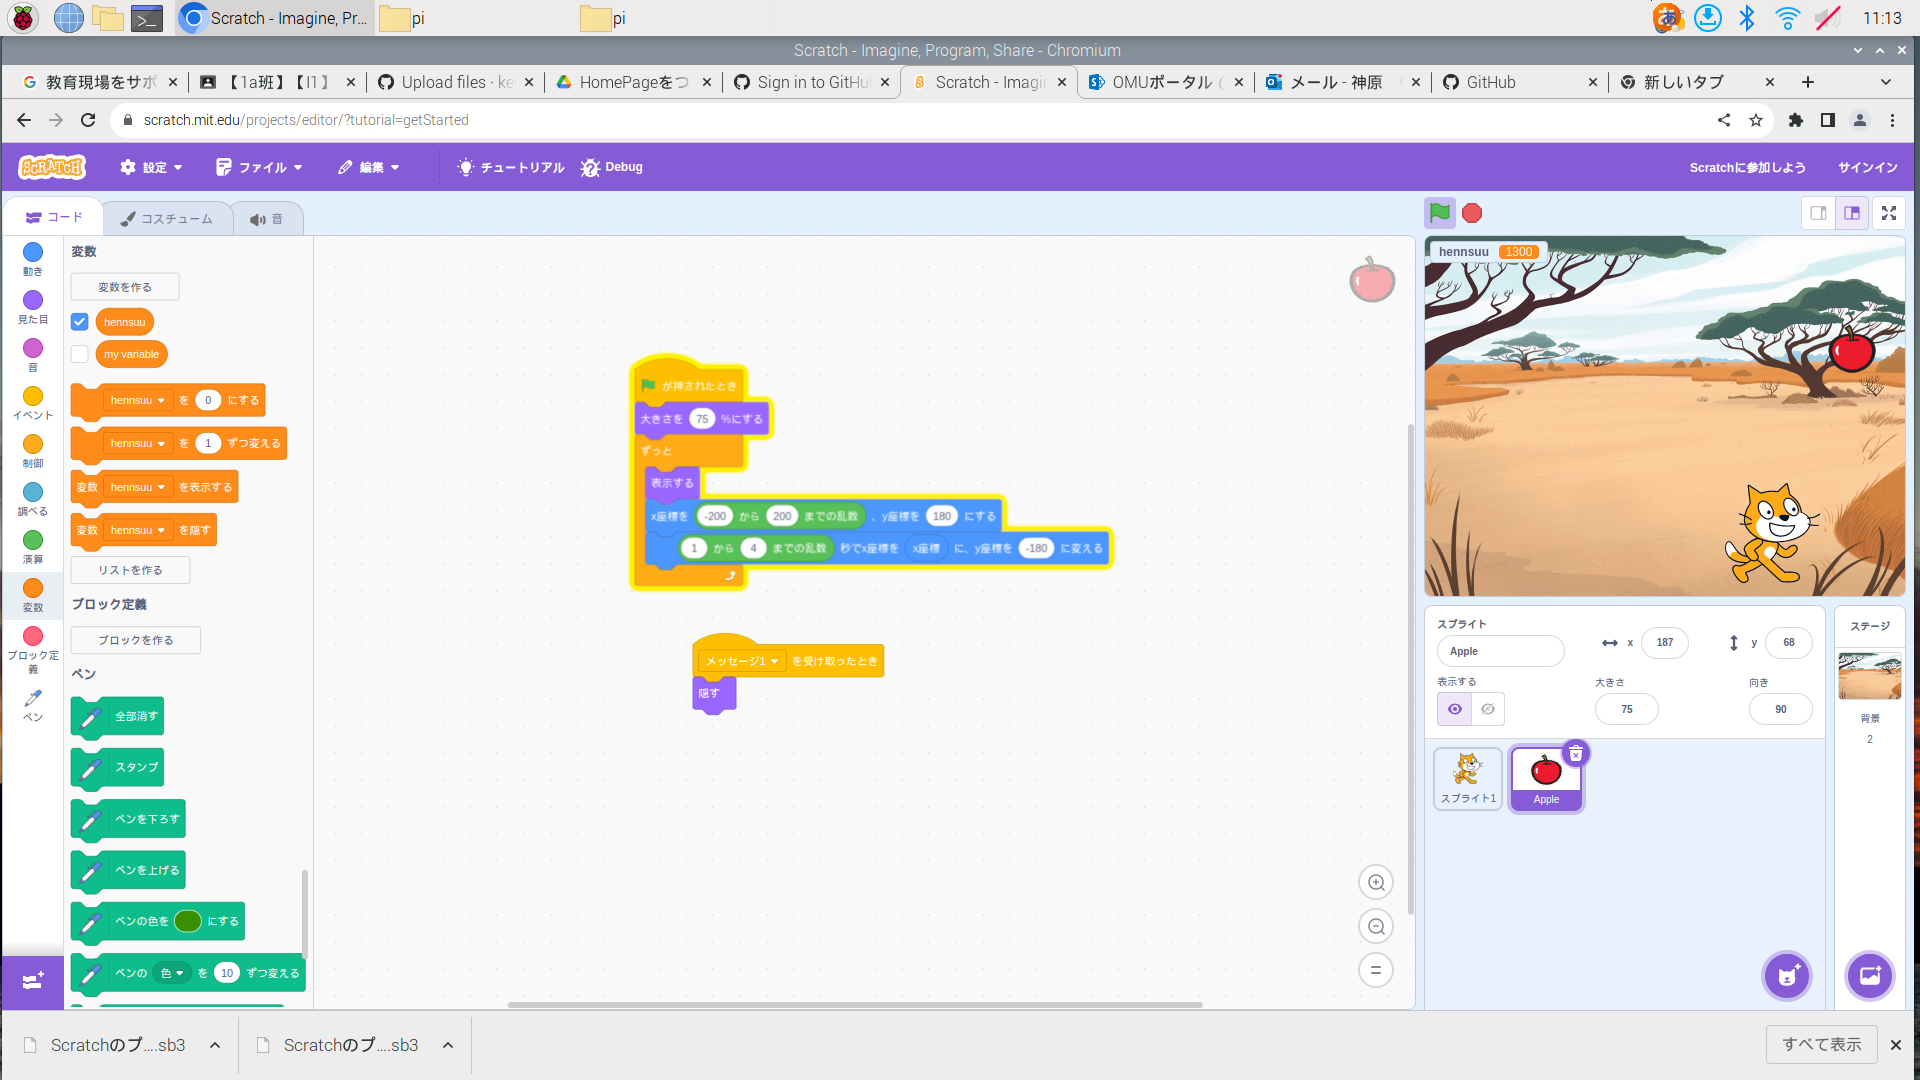 Scratch - Imagine, Pr...
pi
pi
11:13
Scratch - Imagine, Program, Share - Chromium
教育現場をサポ
【1a班】【I1】
Upload files · ke
HomePageをつ
Sign in to GitHu
Scratch - Imagin
OMUポータル (
メール - 神原
GitHub
新しいタブ
scratch.mit.edu/projects/editor/?tutorial=getStarted
SCRATCH
設定
ファイル
編集
チュートリアル
Debug
Scratchに参加しよう
サインイン
コード
コスチューム
音
動き
見た目
音
イベント
制御
調べる
演算
変数
ブロック定
義
ペン
変数
変数を作る
hennsuu
my variable
hennsuu を 0 にする
hennsuu を 1 ずつ変える
変数 hennsuu を表示する
変数 hennsuu を隠す
リストを作る
ブロック定義
ブロックを作る
ペン
全部消す
スタンプ
ペンを下ろす
ペンを上げる
ペンの色を にする
ペンの 色 を 10 ずつ変える
が押されたとき
大きさを 75 %にする
ずっと
表示する
x座標を -200 から 200 までの乱数 、y座標を 180 にする
1 から 4 までの乱数 秒でx座標を x座標 に、y座標を -180 に変える
メッセージ1 を受け取ったとき
隠す
hennsuu 1300
スプライト
Apple
x 187
y 68
表示する
大きさ
75
向き
90
スプライト1
Apple
ステージ
背景
2
Scratchのプ....sb3
Scratchのプ....sb3
すべて表示